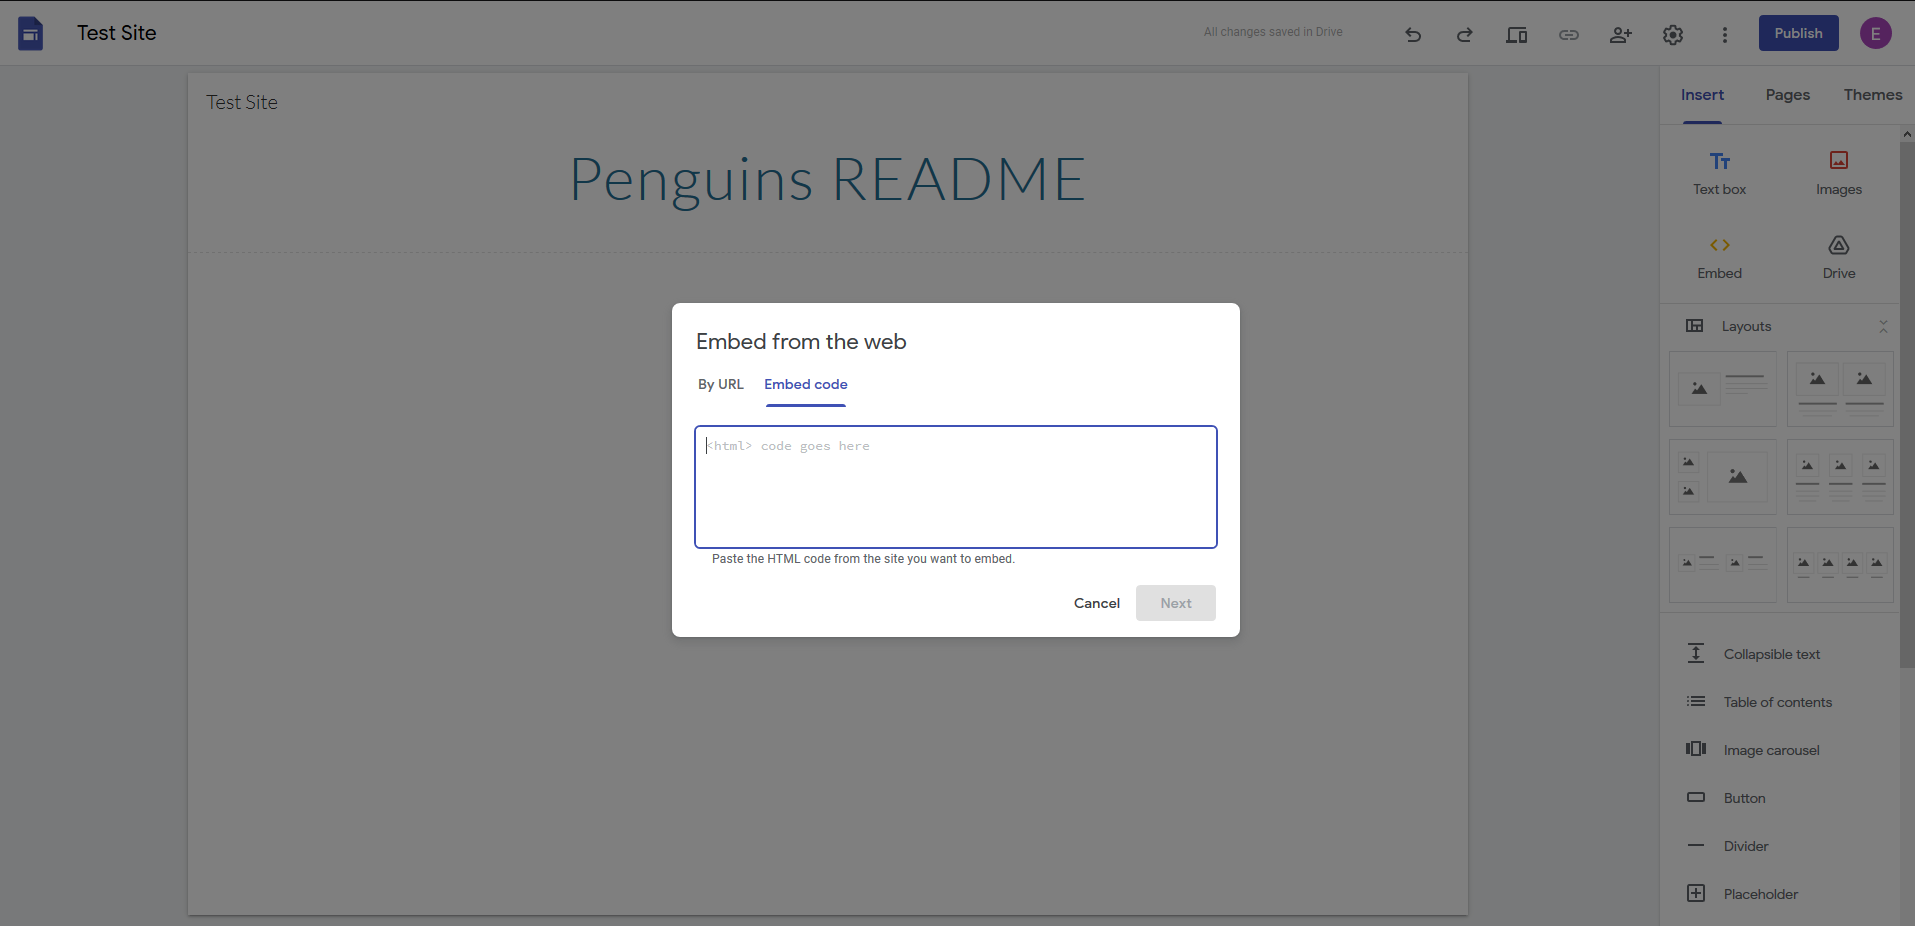 Test Site
All changes saved in Drive
Publish
E
Test Site
Penguins README
Insert Pages Themes
Text box Images
Embed Drive
Layouts
Embed from the web
By URL Embed code
<html> code goes here
Paste the HTML code from the site you want to embed.
Cancel Next
Collapsible text
Table of contents
Image carousel
Button
Divider
Placeholder